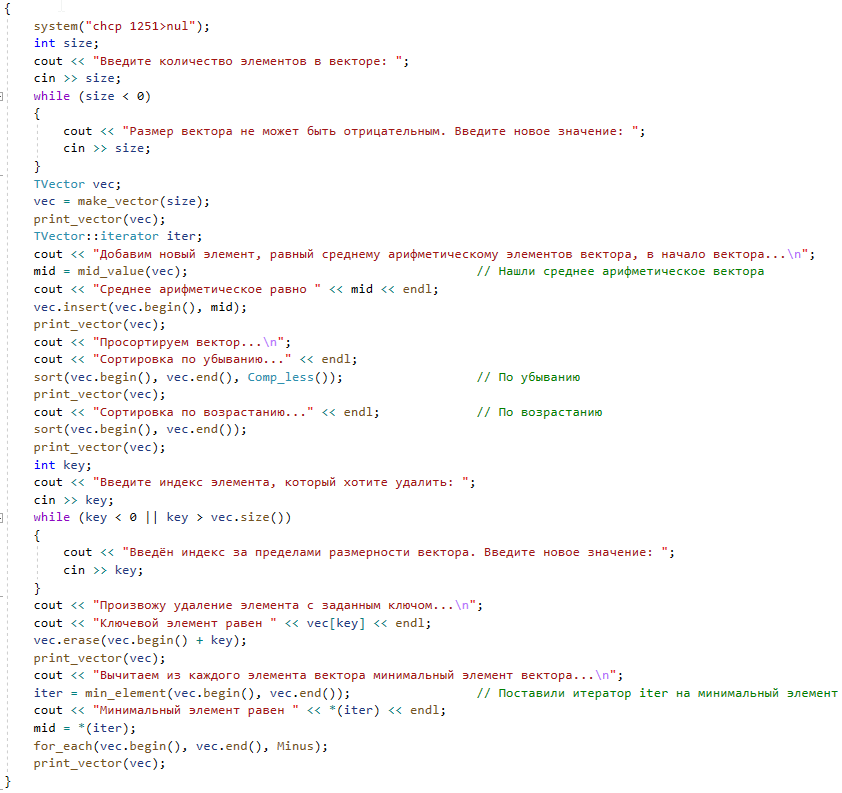 {
system("chcp 1251>nul");
int size;
cout << "Введите количество элементов в векторе: ";
cin >> size;
while (size < 0)
{
cout << "Размер вектора не может быть отрицательным. Введите новое значение: ";
cin >> size;
}
TVector vec;
vec = make_vector(size);
print_vector(vec);
TVector::iterator iter;
cout << "Добавим новый элемент, равный среднему арифметическому элементов вектора, в начало вектора...\n";
mid = mid_value(vec); // Нашли среднее арифметическое вектора
cout << "Среднее арифметическое равно " << mid << endl;
vec.insert(vec.begin(), mid);
print_vector(vec);
cout << "Просортируем вектор...\n";
cout << "Сортировка по убыванию..." << endl;
sort(vec.begin(), vec.end(), Comp_less()); // По убыванию
print_vector(vec);
cout << "Сортировка по возрастанию..." << endl; // По возрастанию
sort(vec.begin(), vec.end());
print_vector(vec);
int key;
cout << "Введите индекс элемента, который хотите удалить: ";
cin >> key;
while (key < 0 || key > vec.size())
{
cout << "Введён индекс за пределами размерности вектора. Введите новое значение: ";
cin >> key;
}
cout << "Произвожу удаление элемента с заданным ключом...\n";
cout << "Ключевой элемент равен " << vec[key] << endl;
vec.erase(vec.begin() + key);
print_vector(vec);
cout << "Вычитаем из каждого элемента вектора минимальный элемент вектора...\n";
iter = min_element(vec.begin(), vec.end()); // Поставили итератор iter на минимальный элемент
cout << "Минимальный элемент равен " << *(iter) << endl;
mid = *(iter);
for_each(vec.begin(), vec.end(), Minus);
print_vector(vec);
}